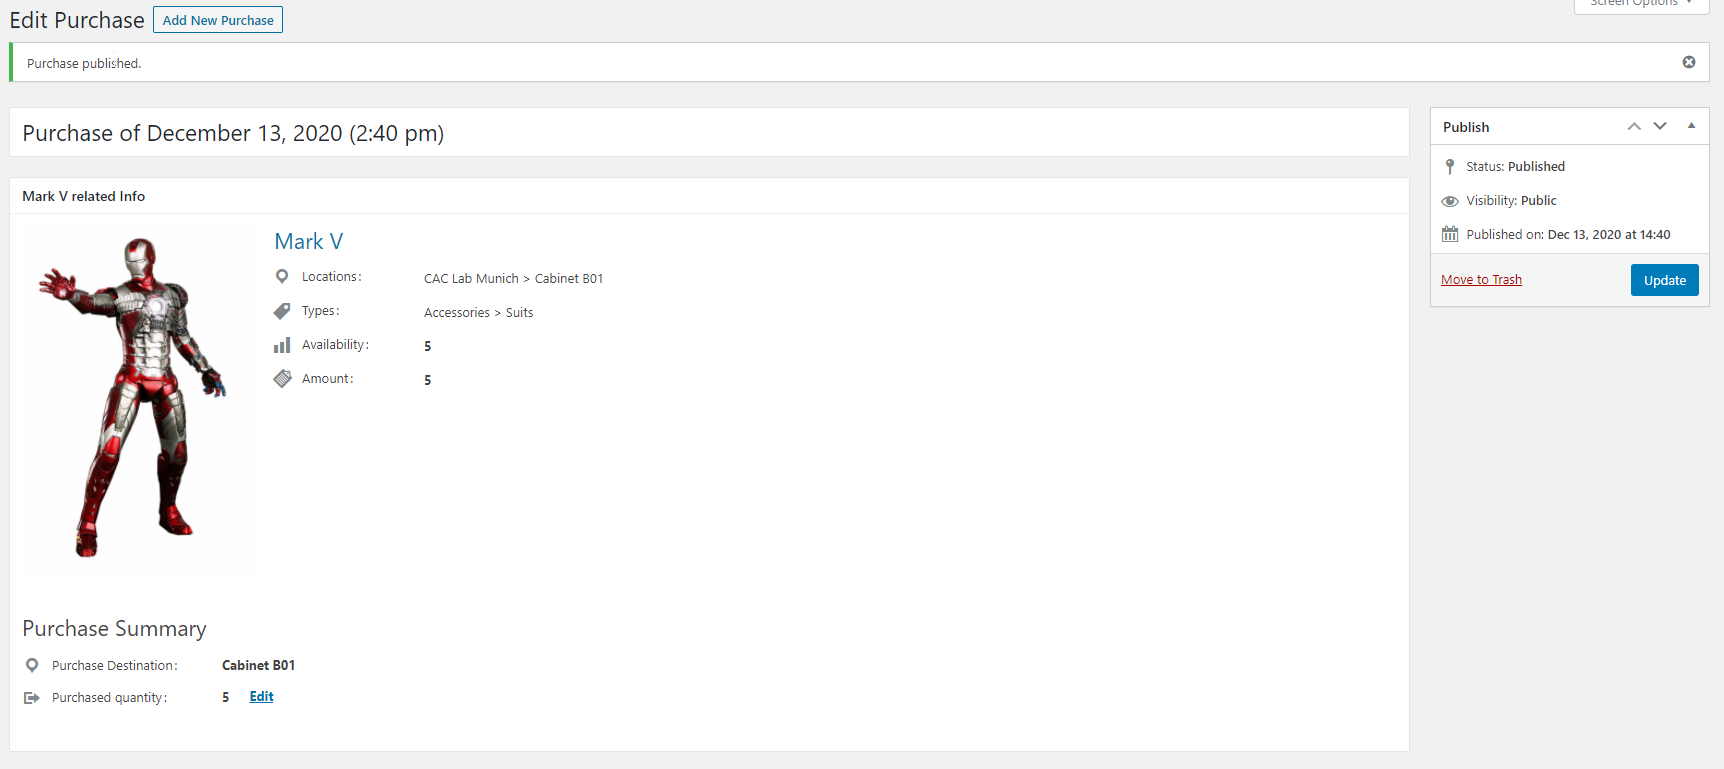 Screen Options
Edit Purchase Add New Purchase
Purchase published.
Purchase of December 13, 2020 (2:40 pm)
Mark V related Info
Mark V
Locations: CAC Lab Munich > Cabinet B01
Types: Accessories > Suits
Availability: 5
Amount: 5
Purchase Summary
Purchase Destination: Cabinet B01
Purchased quantity: 5 Edit
Publish
Status: Published
Visibility: Public
Published on: Dec 13, 2020 at 14:40
Move to Trash Update